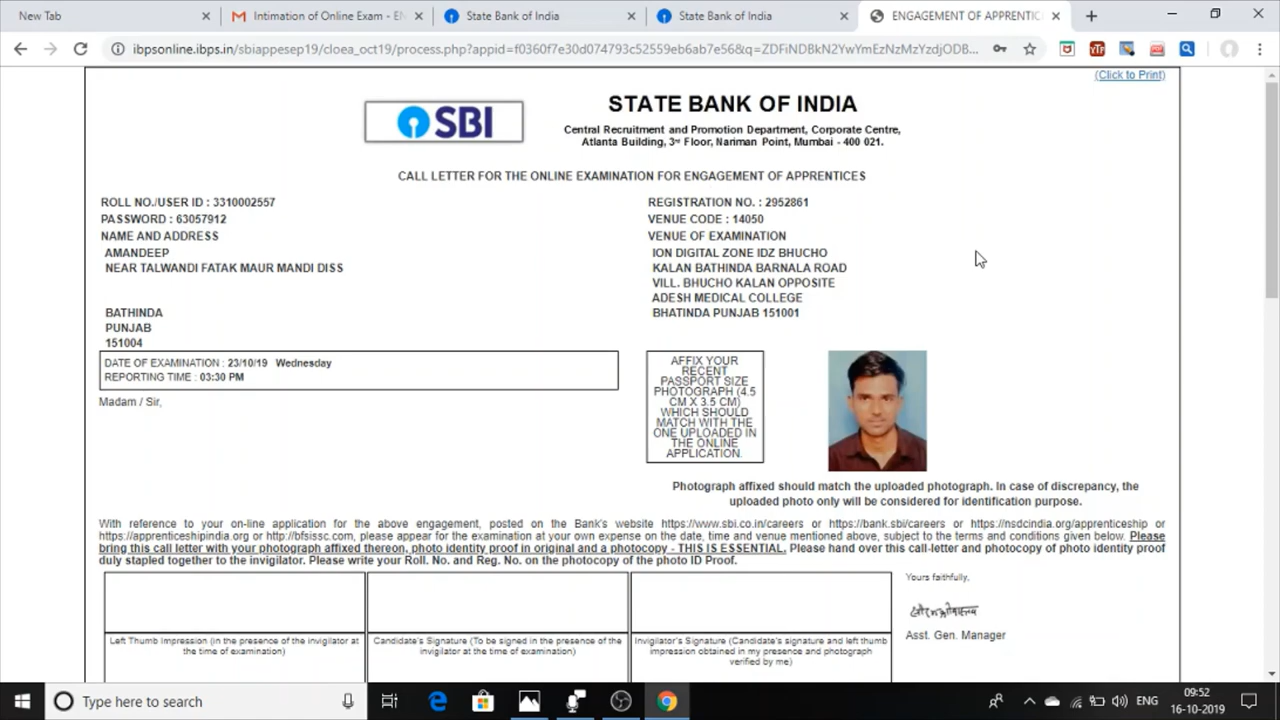 New Tab
Intimation of Online Exam - EN
State Bank of India
State Bank of India
ENGAGEMENT OF APPRENTIC
ibpsonline.ibps.in/sbiappesep19/cloea_oct19/process.php?appid=f0360f7e30d074793c52559eb6ab7e56&q=ZDFiNDBkN2YwYmEzNzMzYzdjODBC...
(Click to Print)
SBI
STATE BANK OF INDIA
Central Recruitment and Promotion Department, Corporate Centre,
Atlanta Building, 3rd Floor, Nariman Point, Mumbai - 400 021.
CALL LETTER FOR THE ONLINE EXAMINATION FOR ENGAGEMENT OF APPRENTICES
ROLL NO./USER ID : 3310002557
PASSWORD : 63057912
NAME AND ADDRESS
AMANDEEP
NEAR TALWANDI FATAK MAUR MANDI DISS
BATHINDA
PUNJAB
151004
REGISTRATION NO. : 2952861
VENUE CODE : 14050
VENUE OF EXAMINATION
ION DIGITAL ZONE IDZ BHUCHO
KALAN BATHINDA BARNALA ROAD
VILL. BHUCHO KALAN OPPOSITE
ADESH MEDICAL COLLEGE
BHATINDA PUNJAB 151001
DATE OF EXAMINATION : 23/10/19 Wednesday
REPORTING TIME : 03:30 PM
Madam / Sir,
AFFIX YOUR
RECENT
PASSPORT SIZE
PHOTOGRAPH (4.5
CM X 3.5 CM)
WHICH SHOULD
MATCH WITH THE
ONE UPLOADED IN
THE ONLINE
APPLICATION.
Photograph affixed should match the uploaded photograph. In case of discrepancy, the
uploaded photo only will be considered for identification purpose.
With reference to your on-line application for the above engagement, posted on the Bank's website https://www.sbi.co.in/careers or https://bank.sbi/careers or https://nsdcindia.org/apprenticeship or
https://apprenticeshipindia.org or http://bfsissc.com, please appear for the examination at your own expense on the date, time and venue mentioned above, subject to the terms and conditions given below. Please
bring this call letter with your photograph affixed thereon, photo identity proof in original and a photocopy - THIS IS ESSENTIAL. Please hand over this call-letter and photocopy of photo identity proof
duly stapled together to the invigilator. Please write your Roll. No. and Reg. No. on the photocopy of the photo ID Proof.
Left Thumb Impression (in the presence of the invigilator at
the time of examination)
Candidate's Signature (To be signed in the presence of the
invigilator at the time of examination)
Invigilator's Signature (Candidate's signature and left thumb
impression obtained in my presence and photograph
verified by me)
Yours faithfully,
Asst. Gen. Manager
Type here to search
ENG
09:52
16-10-2019